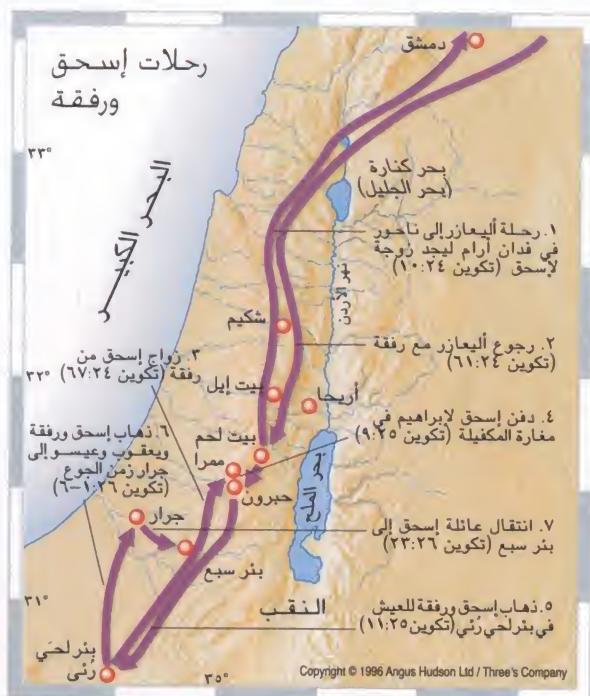 رحلات إسحق
ورفقة
دمشق
٣٣°
البحر الكبير
بحر كنارة
(بحر الجليل)
١. رحلة أليعازر إلى ناحور
في فدان أرام ليجد زوجة
لإسحق (تكوين ١٠:٢٤)
نهر الأردن
شكيم
٢. رجوع أليعازر مع رفقة
(تكوين ٦١:٢٤)
٣. زواج إسحق من
رفقة (تكوين ٦٧:٢٤)
٣٢°
بيت إيل
أريحا
٤. دفن إسحق لإبراهيم في
مغارة المكفيلة (تكوين ٩:٢٥)
بيت لحم
ممرا
٦. ذهاب إسحق ورفقة
ويعقوب وعيسو إلى
جرار زمن الجوع
(تكوين ١:٢٦–٦)
حبرون
بحر الملح
جرار
٧. انتقال عائلة إسحق إلى
بئر سبع (تكوين ٢٣:٢٦)
بئر سبع
٣١°
النقب
٥. ذهاب إسحق ورفقة للعيش
في بئر لحي رُئي (تكوين ١١:٢٥)
بئر لحَي
رُئي
٣٥°
Copyright © 1996 Angus Hudson Ltd / Three's Company